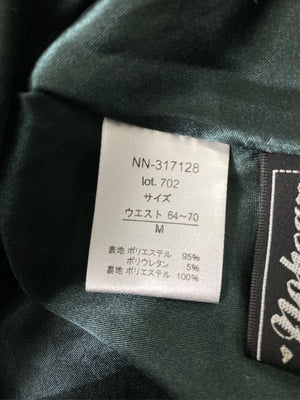 NN-317128
lot. 702
サイズ
ウエスト 64～70
M
表地 ポリエステル 95%
ポリウレタン 5%
裏地 ポリエステル 100%